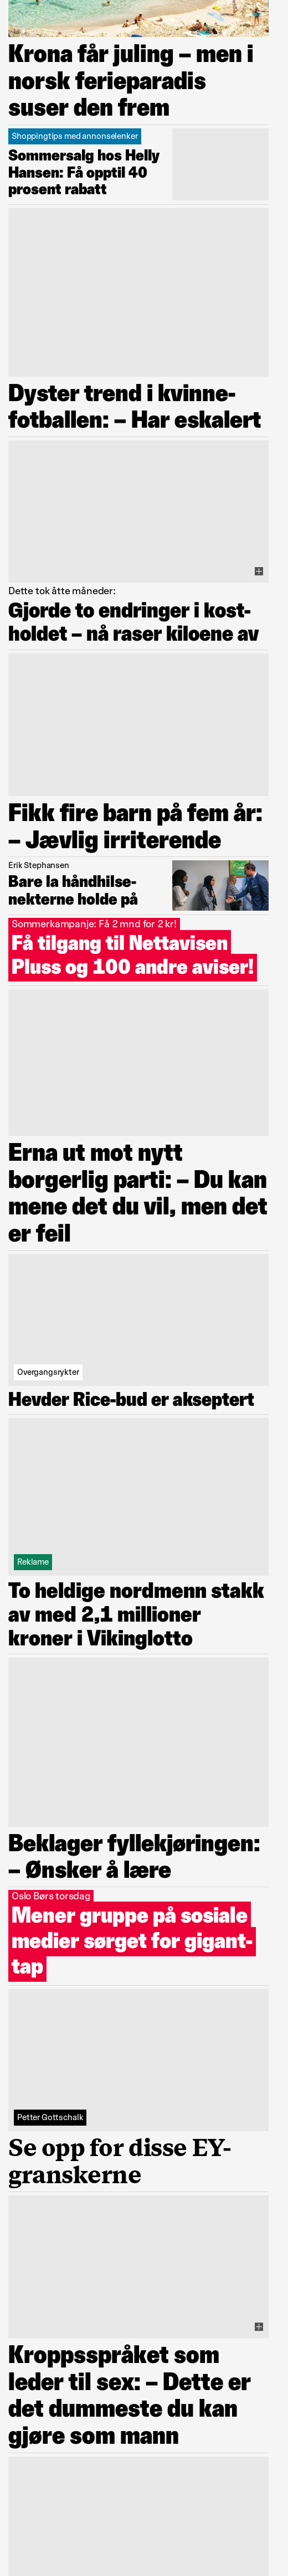 Krona får juling – men i
norsk ferieparadis
suser den frem
Shoppingtips med annonselenker
Sommersalg hos Helly
Hansen: Få opptil 40
prosent rabatt
Dyster trend i kvinne-
fotballen: – Har eskalert
Dette tok åtte måneder:
Gjorde to endringer i kost-
holdet – nå raser kiloene av
Fikk fire barn på fem år:
– Jævlig irriterende
Erik Stephansen
Bare la håndhilse-
nekterne holde på
Sommerkampanje: Få 2 mnd for 2 kr!
Få tilgang til Nettavisen
Pluss og 100 andre aviser!
Erna ut mot nytt
borgerlig parti: – Du kan
mene det du vil, men det
er feil
Overgangsrykter
Hevder Rice-bud er akseptert
Reklame
To heldige nordmenn stakk
av med 2,1 millioner
kroner i Vikinglotto
Beklager fyllekjøringen:
– Ønsker å lære
Oslo Børs torsdag
Mener gruppe på sosiale
medier sørget for gigant-
tap
Petter Gottschalk
Se opp for disse EY-
granskerne
Kroppsspråket som
leder til sex: – Dette er
det dummeste du kan
gjøre som mann